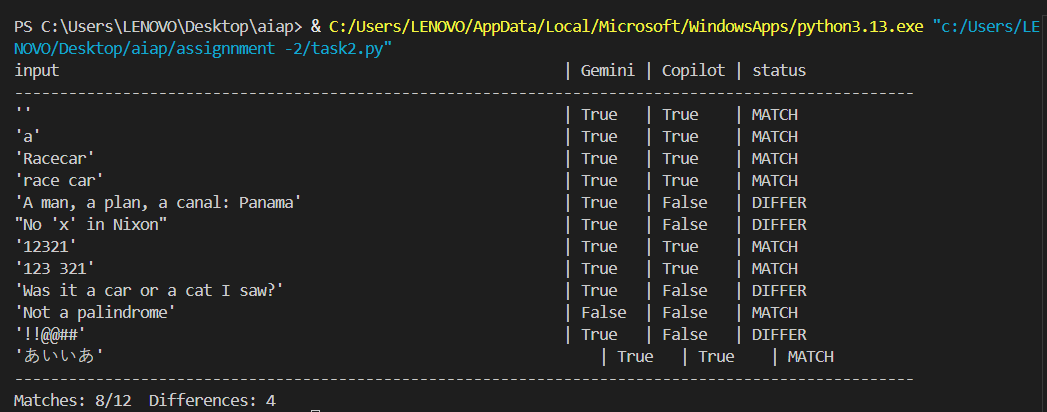 PS C:\Users\LENOVO\Desktop\aiap> & C:/Users/LENOVO/AppData/Local/Microsoft/WindowsApps/python3.13.exe "c:/Users/LE
NOVO/Desktop/aiap/assignnment -2/task2.py"
input | Gemini | Copilot | status
----------------------------------------------------------------------------------------------------
'' | True | True | MATCH
'a' | True | True | MATCH
'Racecar' | True | True | MATCH
'race car' | True | True | MATCH
'A man, a plan, a canal: Panama' | True | False | DIFFER
"No 'x' in Nixon" | True | False | DIFFER
'12321' | True | True | MATCH
'123 321' | True | True | MATCH
'Was it a car or a cat I saw?' | True | False | DIFFER
'Not a palindrome' | False | False | MATCH
'!!@@##' | True | False | DIFFER
'あいいあ' | True | True | MATCH
----------------------------------------------------------------------------------------------------
Matches: 8/12 Differences: 4